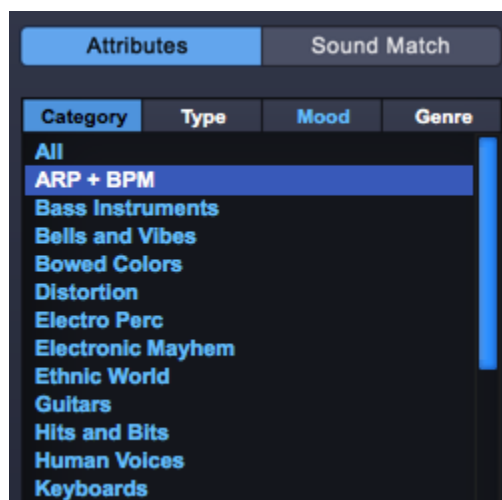 Attributes Sound Match
Category Type Mood Genre
All
ARP + BPM
Bass Instruments
Bells and Vibes
Bowed Colors
Distortion
Electro Perc
Electronic Mayhem
Ethnic World
Guitars
Hits and Bits
Human Voices
Keyboards